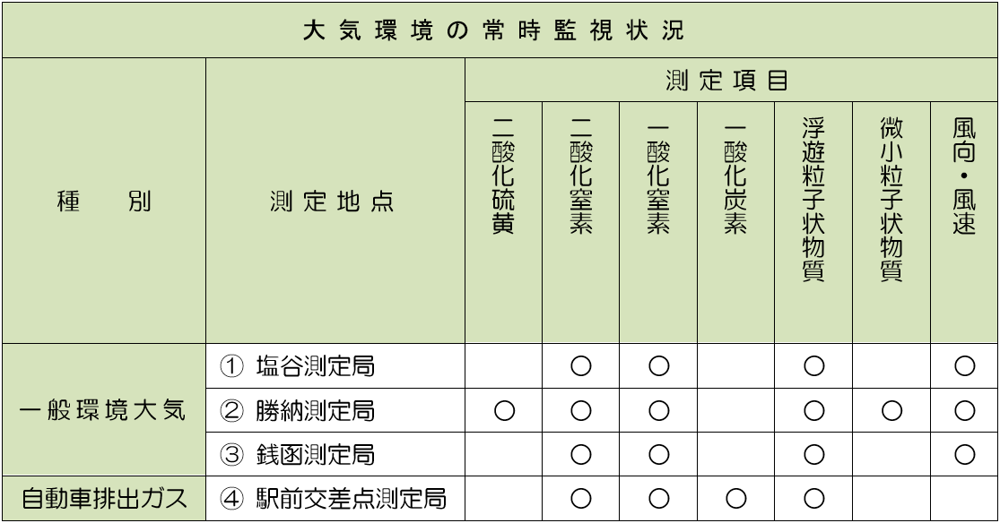 大気環境の常時監視状況
種別
測定地点
測定項目
二酸化硫黄
二酸化窒素
一酸化窒素
一酸化炭素
浮遊粒子状物質
微小粒子状物質
風向・風速
一般環境大気
① 塩谷測定局 ○ ○ ○ ○
② 勝納測定局 ○ ○ ○ ○ ○ ○
③ 銭函測定局 ○ ○ ○ ○
自動車排出ガス
④ 駅前交差点測定局 ○ ○ ○ ○